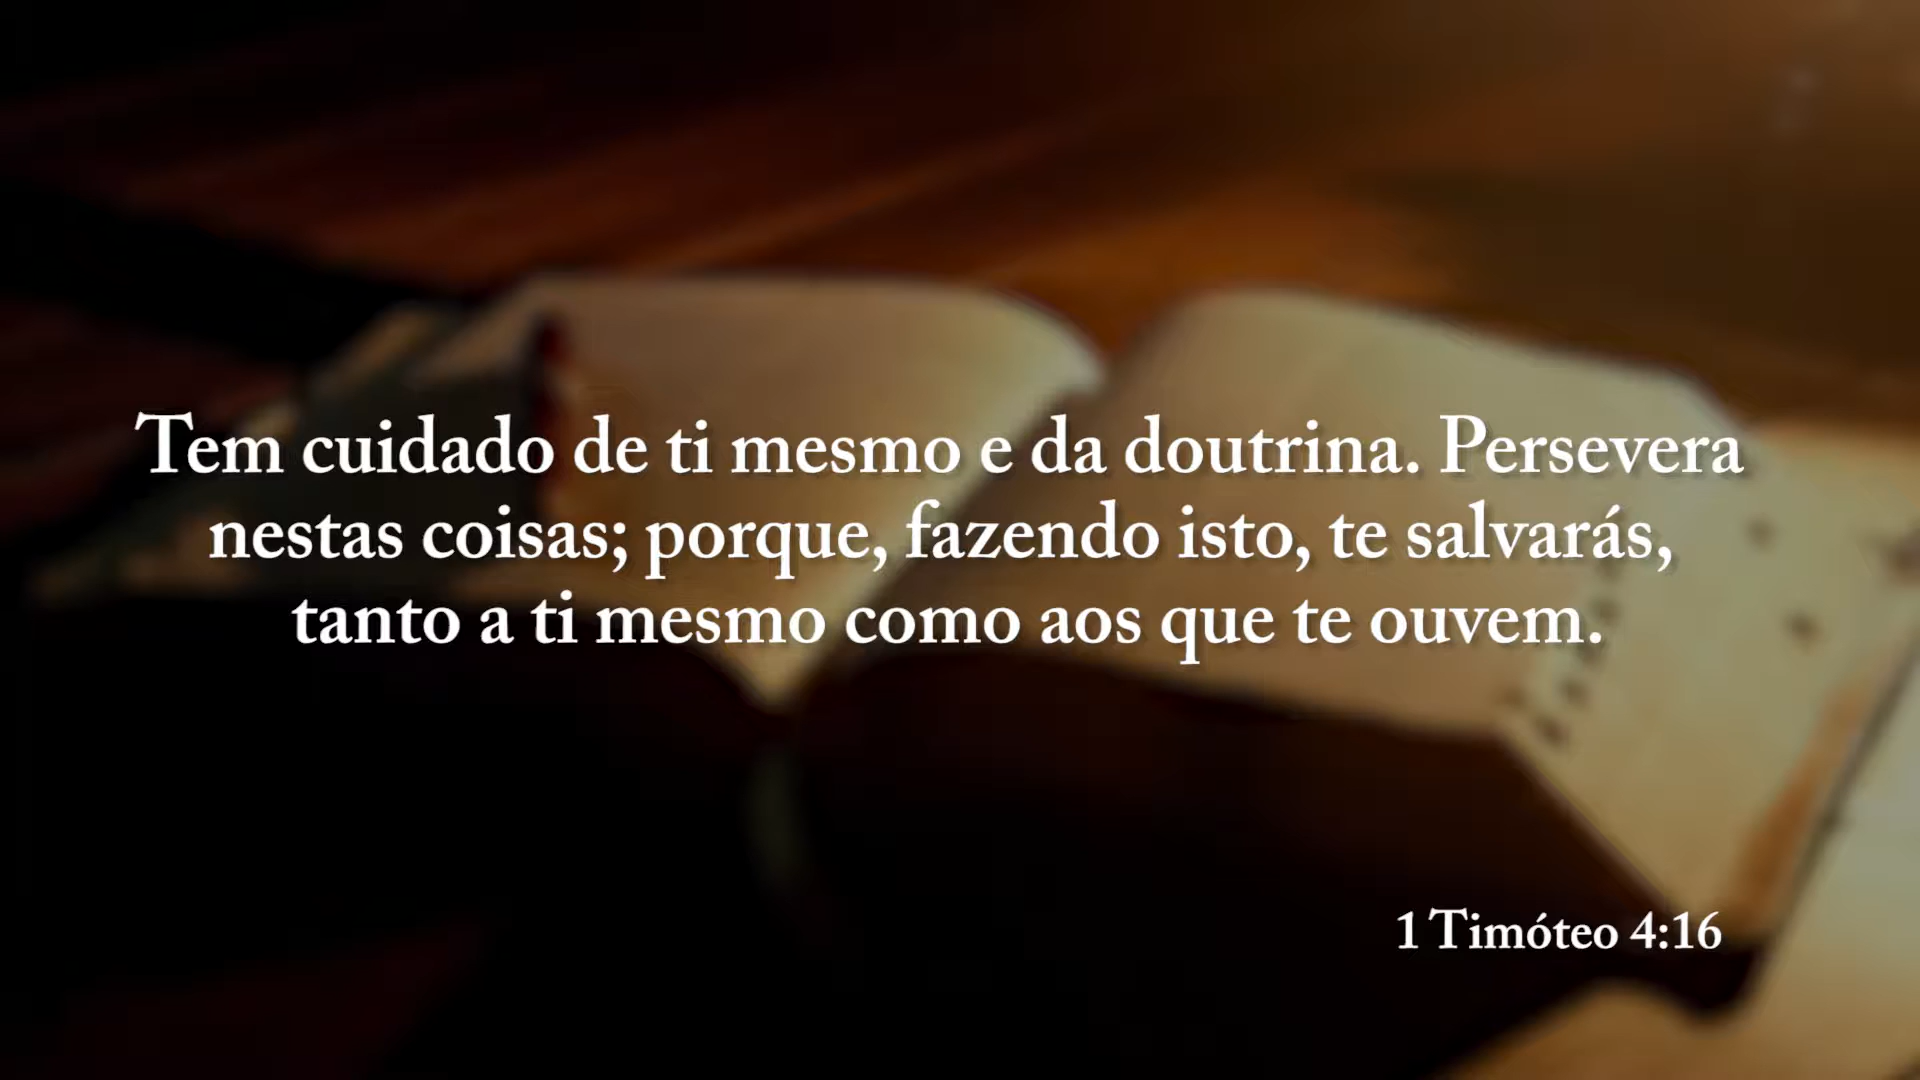 Tem cuidado de ti mesmo e da doutrina. Persevera
nestas coisas; porque, fazendo isto, te salvarás,
tanto a ti mesmo como aos que te ouvem.
1 Timóteo 4:16